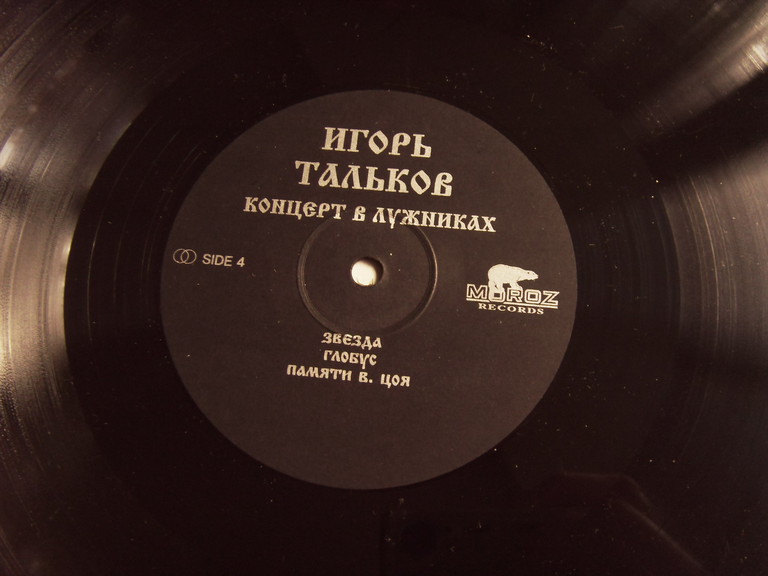 ИГОРЬ
ТАЛЬКОВ
КОНЦЕРТ В ЛУЖНИКАХ
SIDE 4
MOROZ
RECORDS
ЗВЕЗДА
ГЛОБУС
ПАМЯТИ В. ЦОЯ